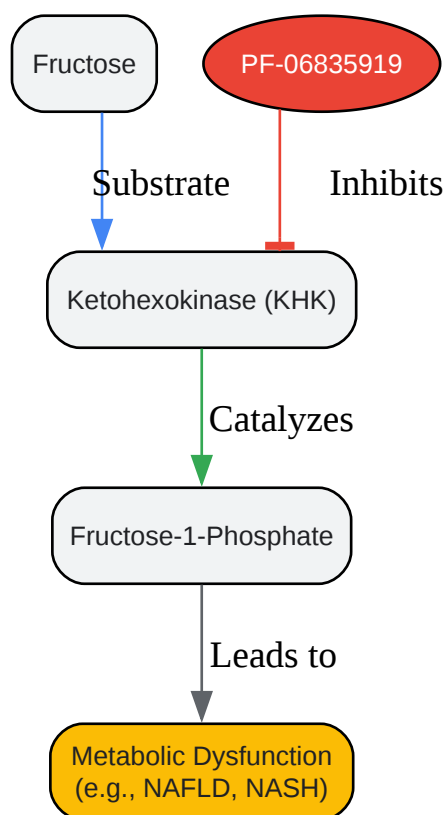 Fructose
PF-06835919
Substrate
Inhibits
Ketohexokinase (KHK)
Catalyzes
Fructose-1-Phosphate
Leads to
Metabolic Dysfunction
(e.g., NAFLD, NASH)